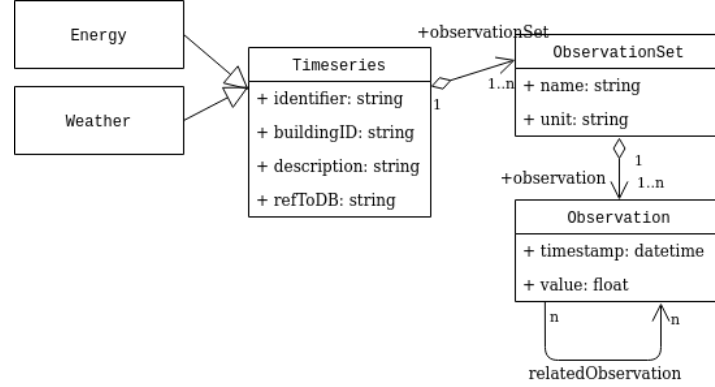 Energy
Weather
Timeseries
+ identifier: string
+ buildingID: string
+ description: string
+ refToDB: string
+observationSet
1
1..n
ObservationSet
+ name: string
+ unit: string
1
+observation
1..n
Observation
+ timestamp: datetime
+ value: float
n
n
relatedObservation